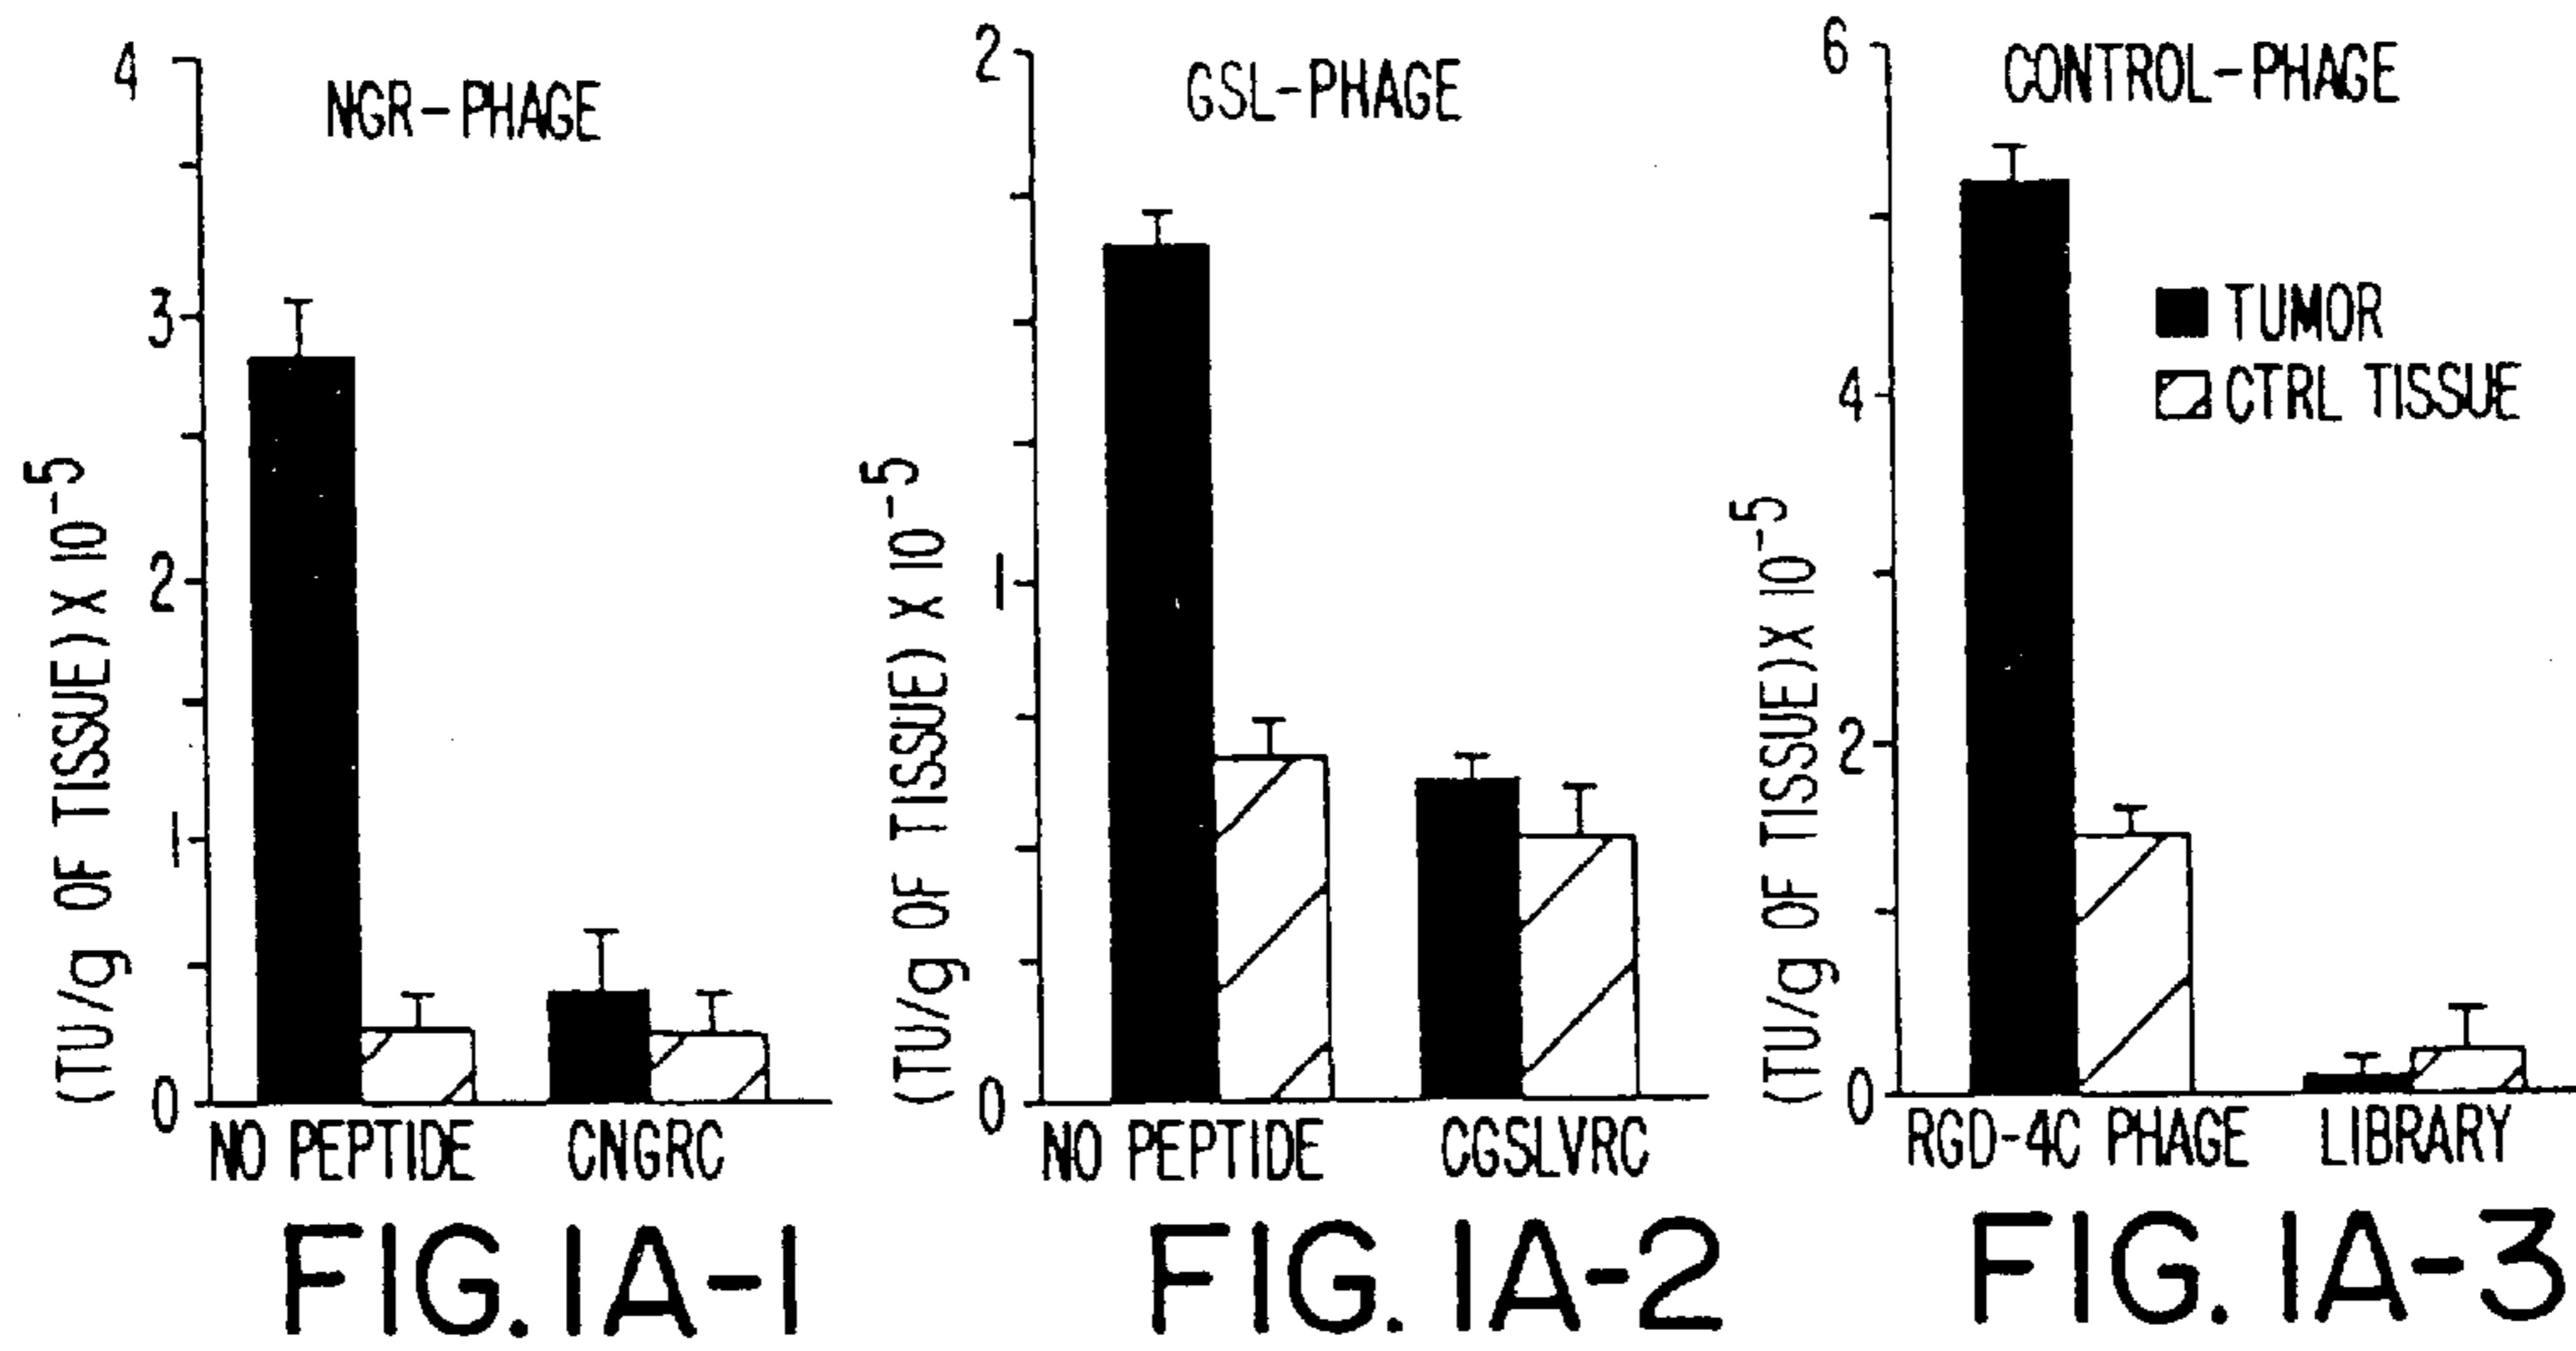 NGR-PHAGE
4
3
2
1
0
(TU/g OF TISSUE) X 10-5
NO PEPTIDE CNGRC
FIG. 1A-1
GSL-PHAGE
2
1
0
(TU/g OF TISSUE) X 10-5
NO PEPTIDE CGSLVRC
FIG. 1A-2
CONTROL-PHAGE
6
4
2
0
(TU/g OF TISSUE) X 10-5
TUMOR
CTRL TISSUE
RGD-4C PHAGE LIBRARY
FIG. 1A-3